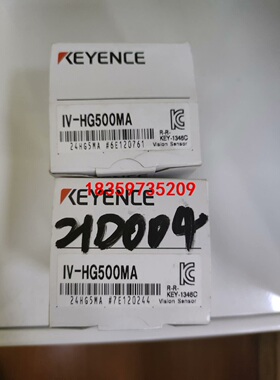 KEYENCE
IV-HG500MA
24HG5MA #6E120761
R-R-
KEY-1348C
Vision Sensor
18359735209
KEYENCE
21D004
IV-HG500MA
24HG5MA #7E120244
R-R-
KEY-1348C
Vision Sensor